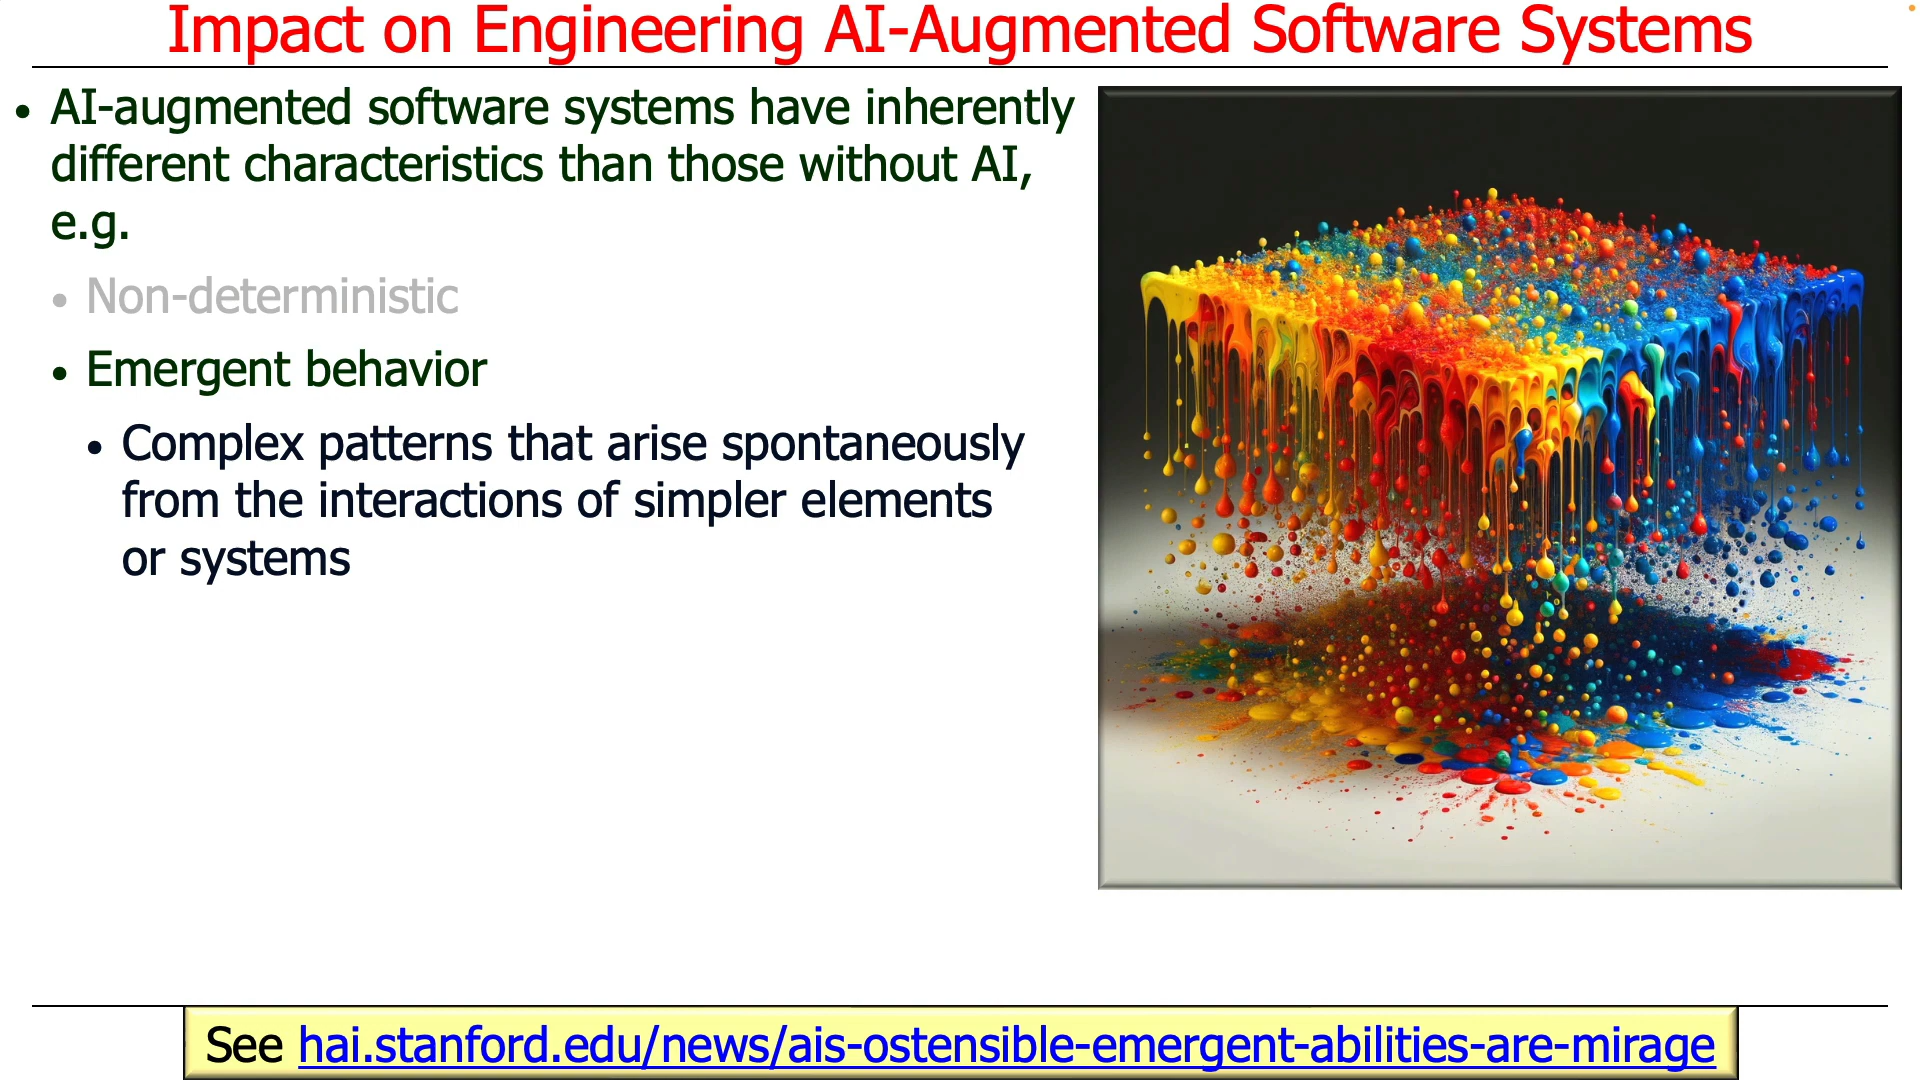 Impact on Engineering AI-Augmented Software Systems
• AI-augmented software systems have inherently
different characteristics than those without AI,
e.g.
• Non-deterministic
• Emergent behavior
• Complex patterns that arise spontaneously
from the interactions of simpler elements
or systems
See hai.stanford.edu/news/ais-ostensible-emergent-abilities-are-mirage